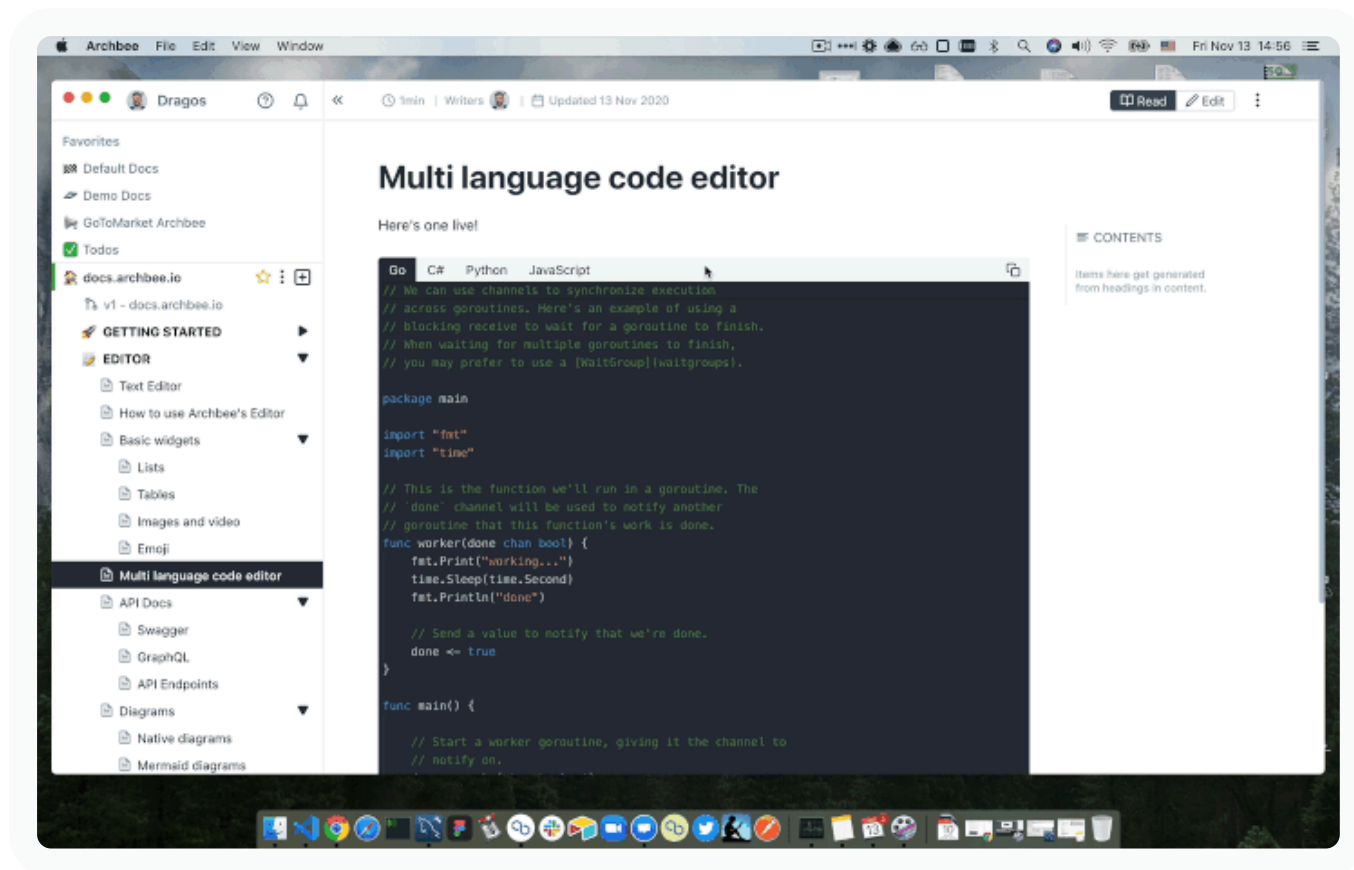 Archbee File Edit View Window
Fri Nov 13 14:56
Dragos
1min | Writers | Updated 13 Nov 2020
Read
Edit
Favorites
Default Docs
Demo Docs
GoToMarket Archbee
Todos
docs.archbee.io
v1 - docs.archbee.io
GETTING STARTED
EDITOR
Text Editor
How to use Archbee's Editor
Basic widgets
Lists
Tables
Images and video
Emoji
Multi language code editor
API Docs
Swagger
GraphQL
API Endpoints
Diagrams
Native diagrams
Mermaid diagrams
Multi language code editor
Here's one live!
Go C# Python JavaScript
// We can use channels to synchronize execution
// across goroutines. Here's an example of using a
// blocking receive to wait for a goroutine to finish.
// When waiting for multiple goroutines to finish,
// you may prefer to use a [WaitGroup](waitgroups).
package main
import "fmt"
import "time"
// This is the function we'll run in a goroutine. The
// `done` channel will be used to notify another
// goroutine that this function's work is done.
func worker(done chan bool) {
    fmt.Print("working...")
    time.Sleep(time.Second)
    fmt.Println("done")
    // Send a value to notify that we're done.
    done <- true
}
func main() {
    // Start a worker goroutine, giving it the channel to
    // notify on.
CONTENTS
Items here get generated
from headings in content.